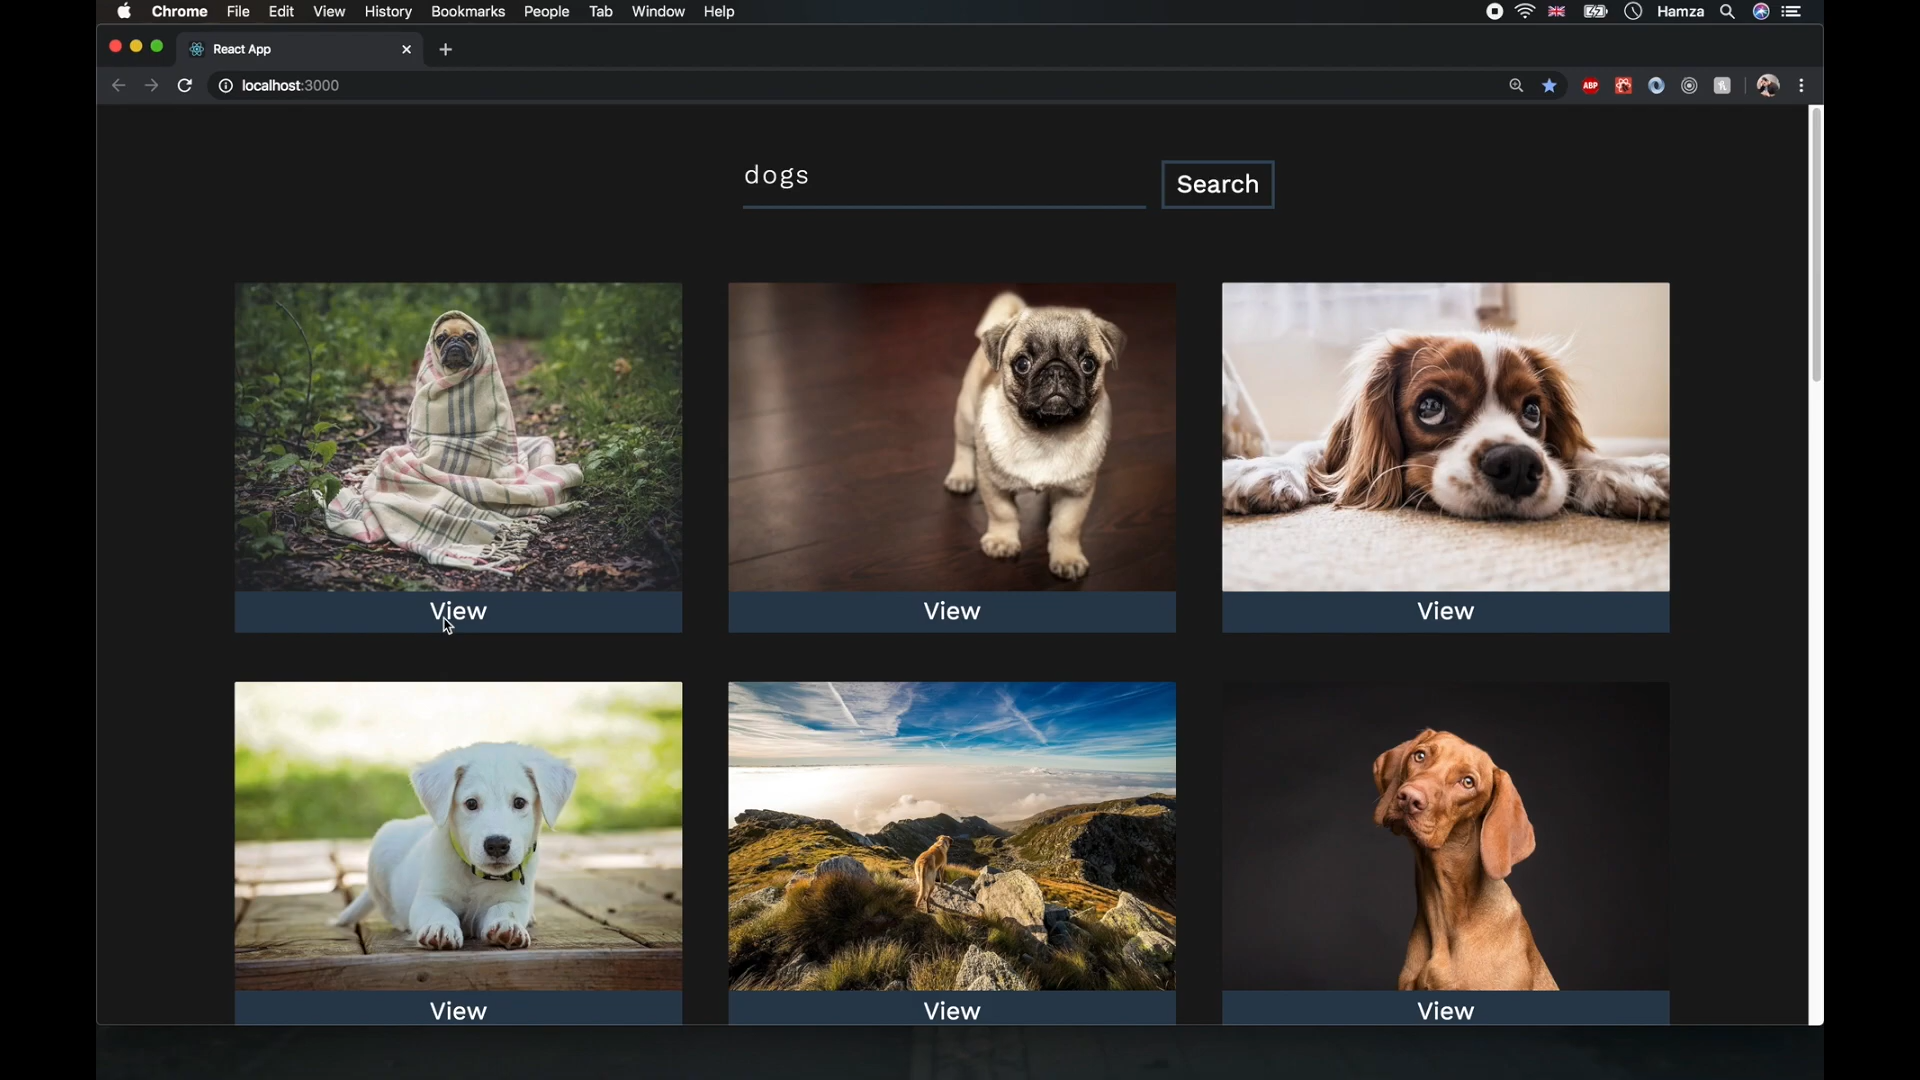 Chrome File Edit View History Bookmarks People Tab Window Help Hamza
React App
localhost:3000
ABP
dogs
Search
View View View
View View View